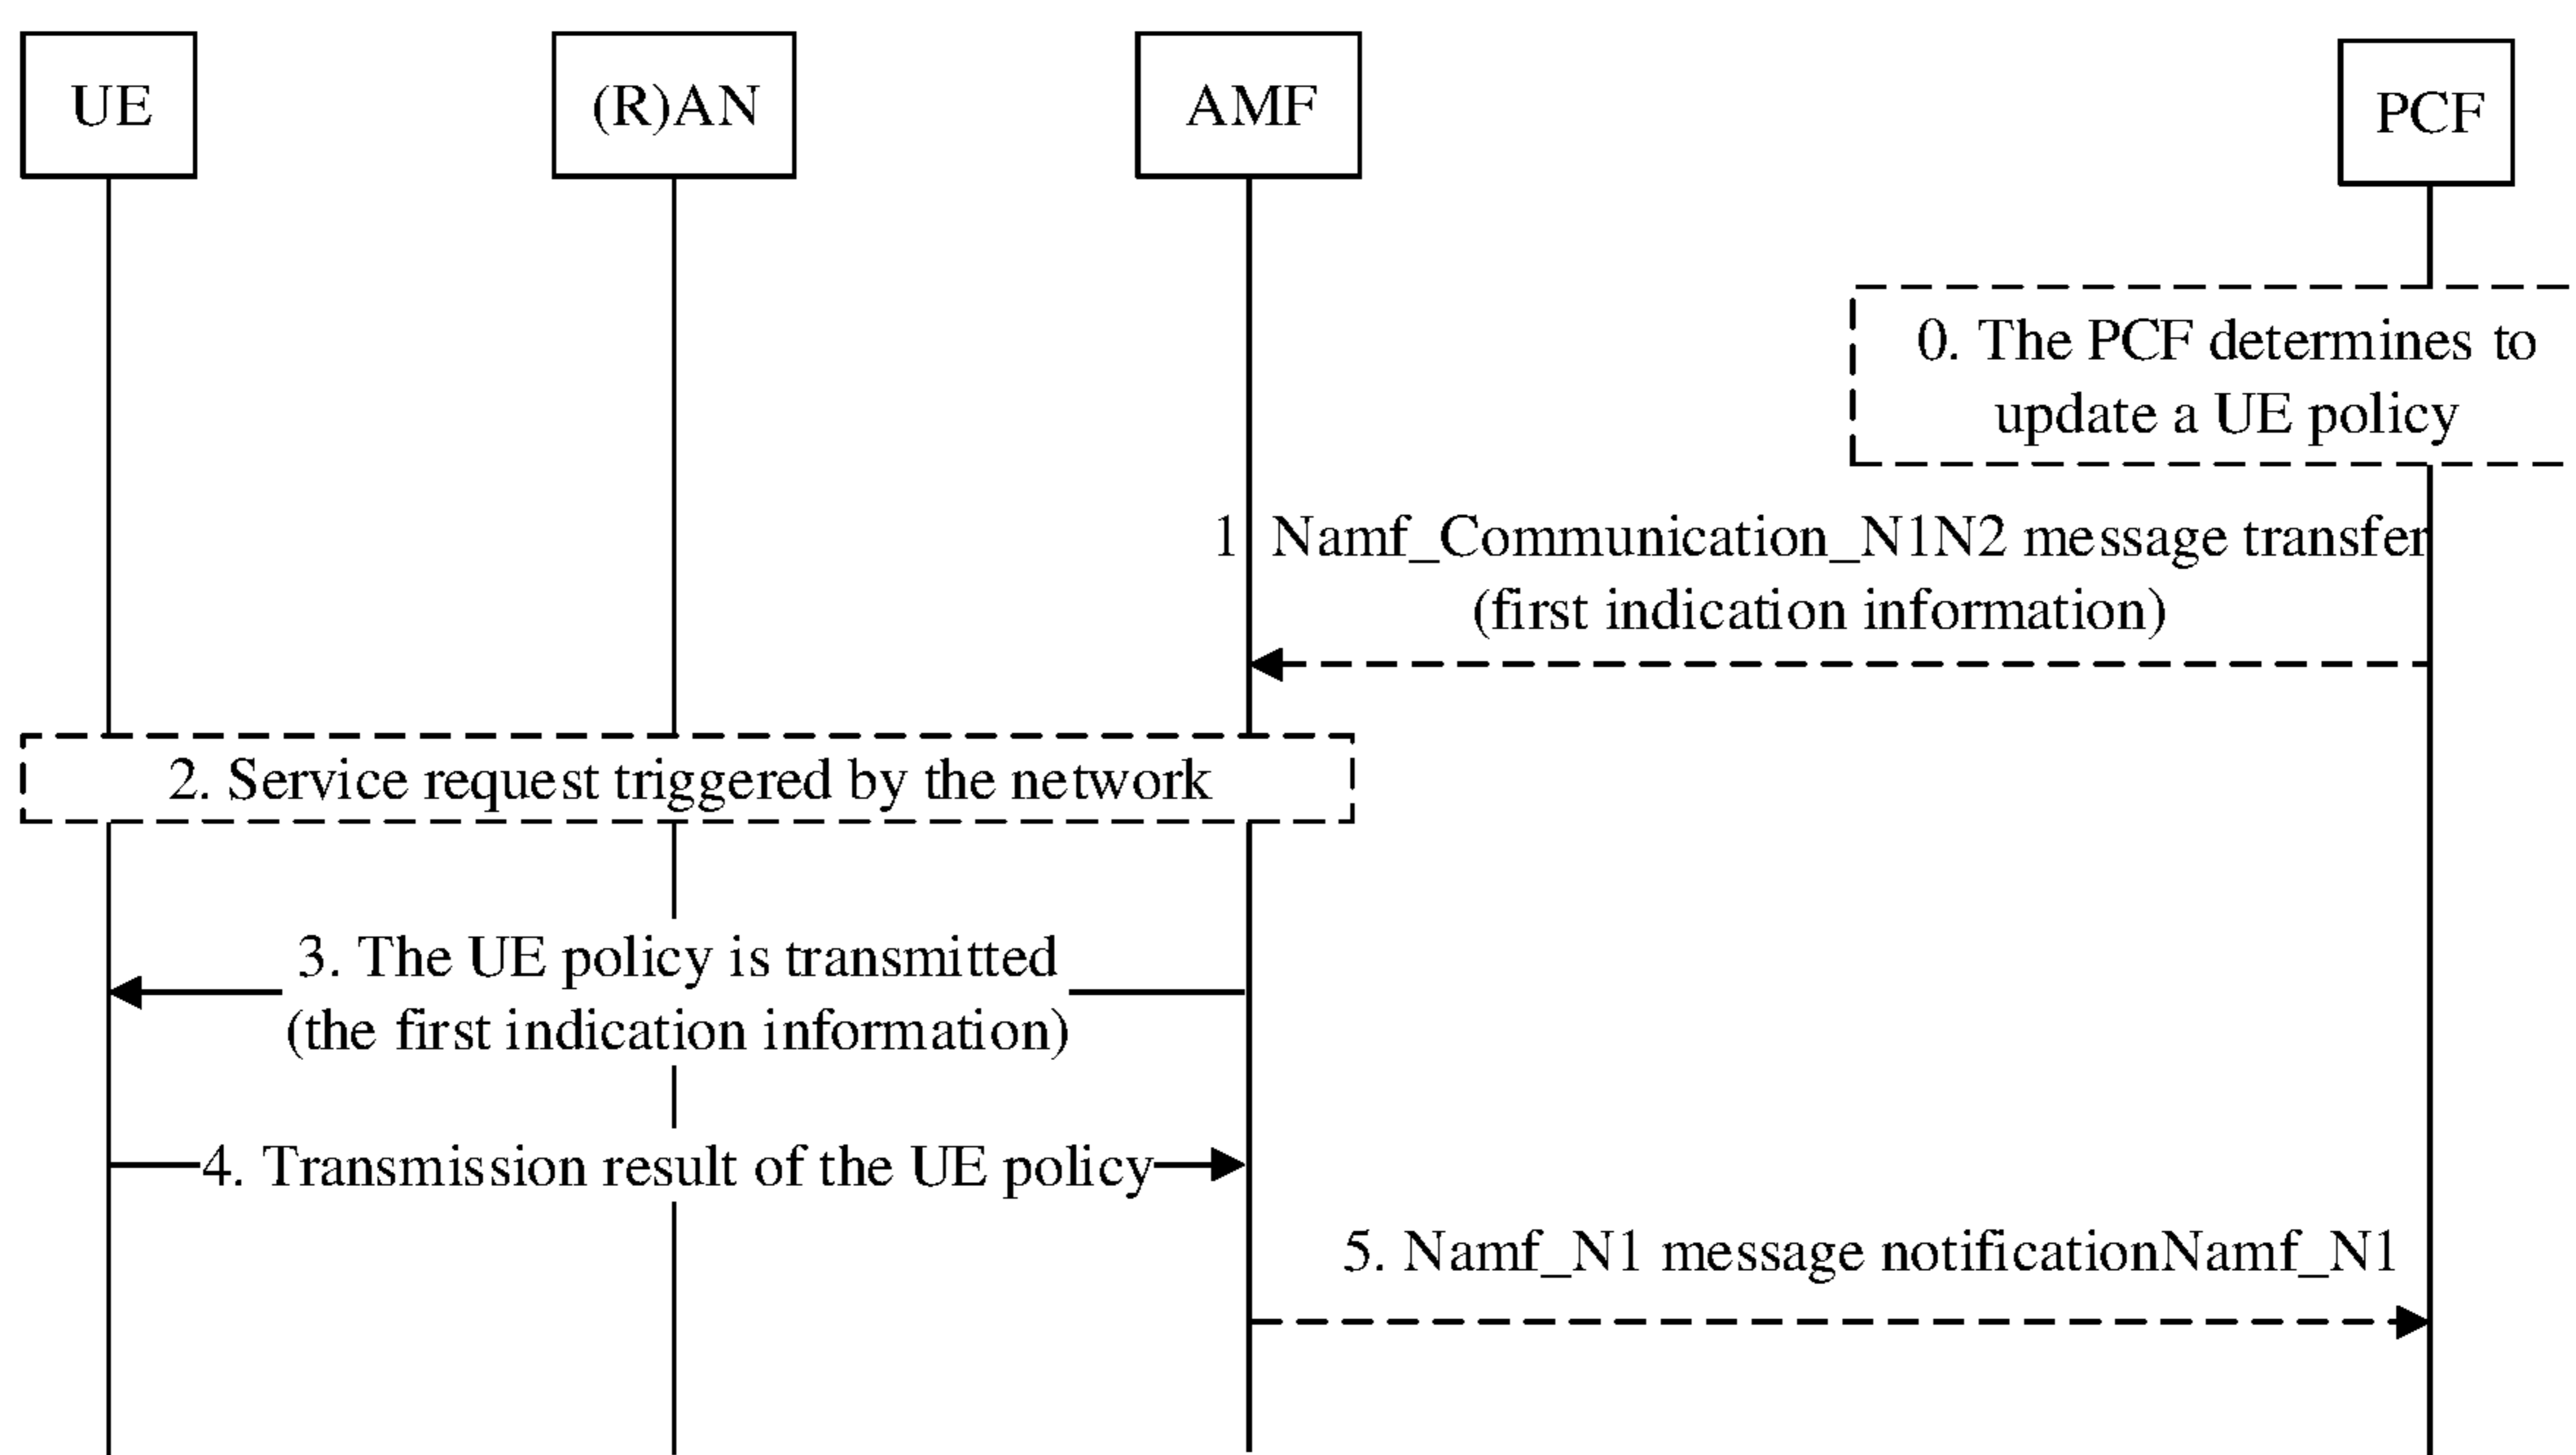 UE
(R)AN
AMF
PCF
0. The PCF determines to
update a UE policy
1 Namf_Communication_N1N2 message transfer
(first indication information)
2. Service request triggered by the network
3. The UE policy is transmitted
(the first indication information)
4. Transmission result of the UE policy
5. Namf_N1 message notificationNamf_N1